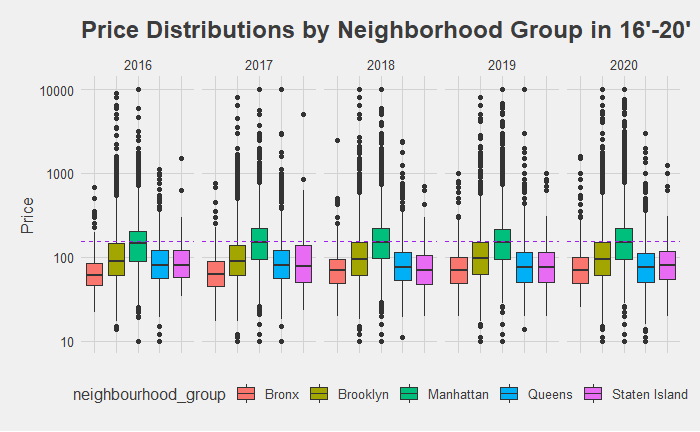 Price Distributions by Neighborhood Group in 16'-20'
2016 2017 2018 2019 2020
10000
1000
100
10
Price
neighbourhood_group Bronx Brooklyn Manhattan Queens Staten Island